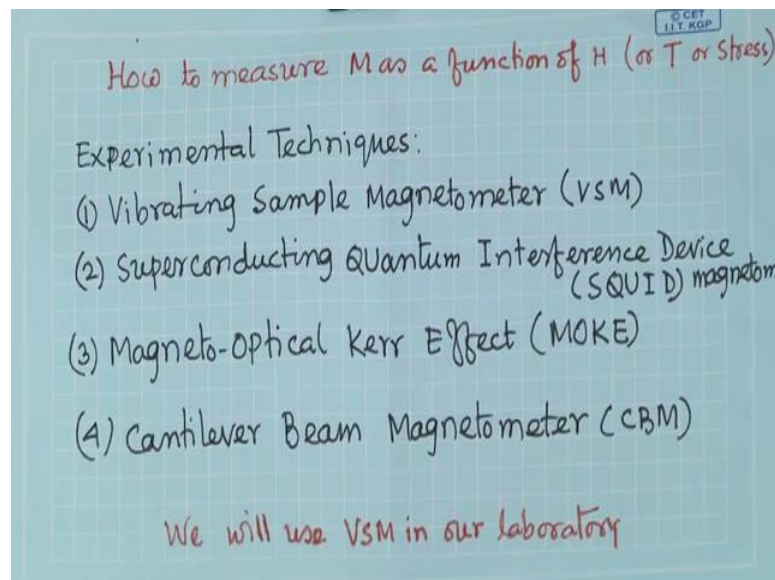 © CET
I.I.T. KGP
How to measure M as a function of H (or T or Stress)
Experimental Techniques:
(1) Vibrating Sample Magnetometer (VSM)
(2) Superconducting Quantum Interference Device
(SQUID) magnetom
(3) Magneto-Optical Kerr Effect (MOKE)
(4) Cantilever Beam Magnetometer (CBM)
We will use VSM in our laboratory